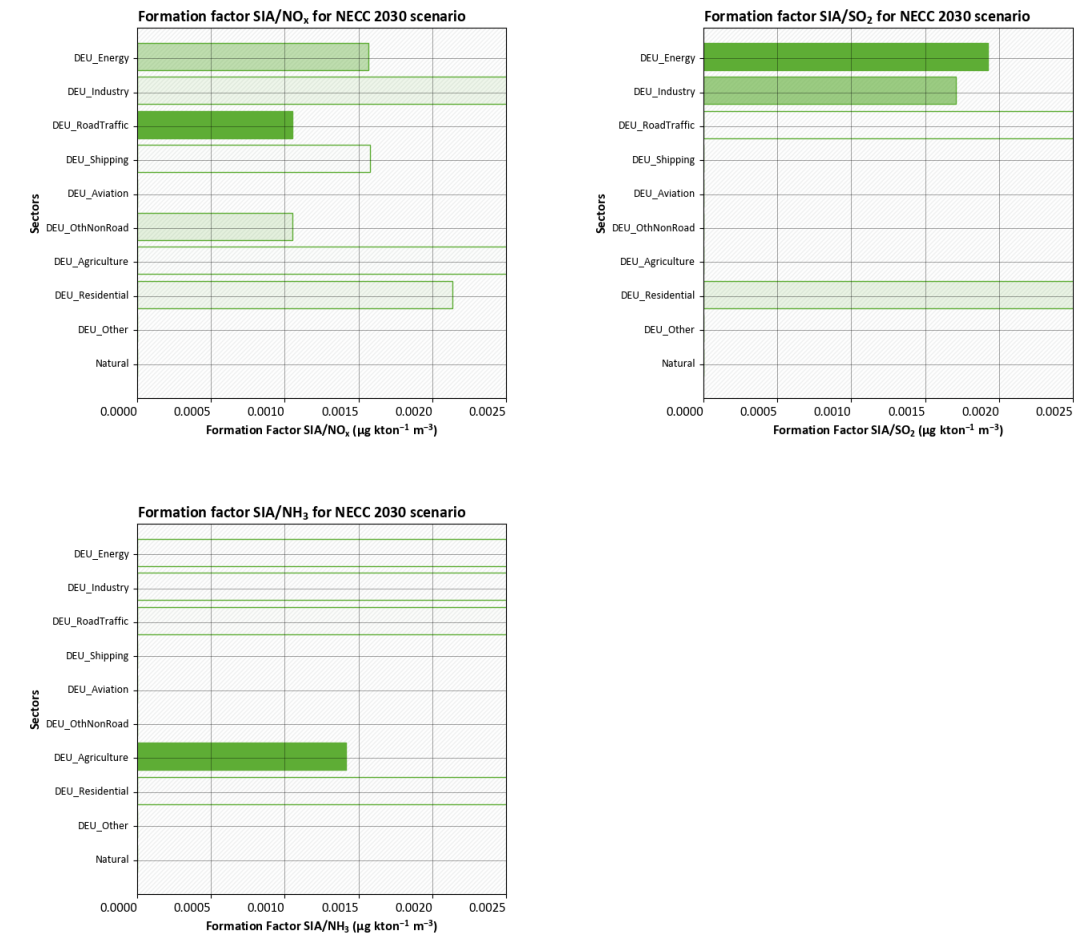 Formation factor SIA/NOₓ for NECC 2030 scenario
DEU_Energy
DEU_Industry
DEU_RoadTraffic
DEU_Shipping
DEU_Aviation
DEU_OthNonRoad
DEU_Agriculture
DEU_Residential
DEU_Other
Natural
Sectors
0.0000 0.0005 0.0010 0.0015 0.0020 0.0025
Formation Factor SIA/NOₓ (μg kton⁻¹ m⁻³)
Formation factor SIA/SO₂ for NECC 2030 scenario
DEU_Energy
DEU_Industry
DEU_RoadTraffic
DEU_Shipping
DEU_Aviation
DEU_OthNonRoad
DEU_Agriculture
DEU_Residential
DEU_Other
Natural
Sectors
0.0000 0.0005 0.0010 0.0015 0.0020 0.0025
Formation Factor SIA/SO₂ (μg kton⁻¹ m⁻³)
Formation factor SIA/NH₃ for NECC 2030 scenario
DEU_Energy
DEU_Industry
DEU_RoadTraffic
DEU_Shipping
DEU_Aviation
DEU_OthNonRoad
DEU_Agriculture
DEU_Residential
DEU_Other
Natural
Sectors
0.0000 0.0005 0.0010 0.0015 0.0020 0.0025
Formation Factor SIA/NH₃ (μg kton⁻¹ m⁻³)